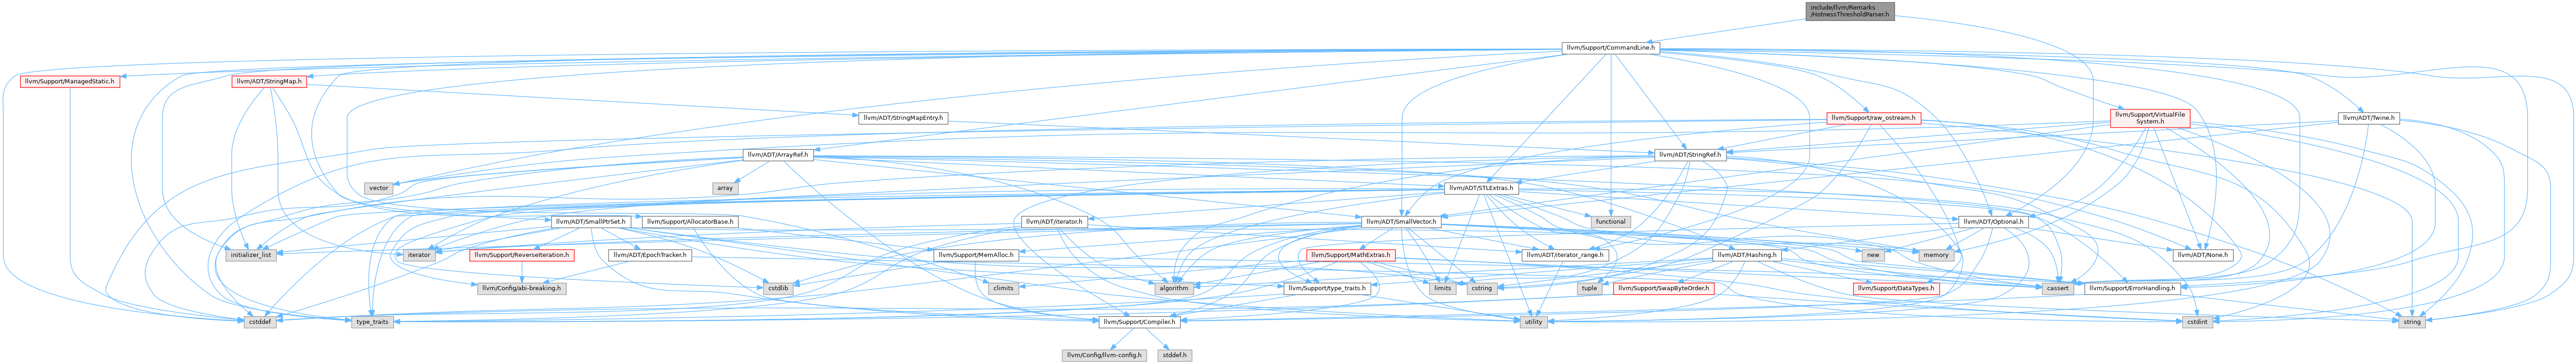 include/llvm/Remarks
/HotnessThresholdParser.h
llvm/Support/CommandLine.h
llvm/Support/ManagedStatic.h
llvm/ADT/StringMap.h
llvm/ADT/StringMapEntry.h
llvm/Support/raw_ostream.h
llvm/Support/VirtualFile
System.h
llvm/ADT/Twine.h
llvm/ADT/ArrayRef.h
llvm/ADT/StringRef.h
vector
array
llvm/ADT/STLExtras.h
llvm/ADT/SmallPtrSet.h
llvm/Support/AllocatorBase.h
llvm/ADT/iterator.h
llvm/ADT/SmallVector.h
functional
llvm/ADT/Optional.h
initializer_list
iterator
llvm/Support/ReverseIteration.h
llvm/ADT/EpochTracker.h
llvm/Support/MemAlloc.h
llvm/Support/MathExtras.h
llvm/ADT/iterator_range.h
new
memory
llvm/ADT/Hashing.h
llvm/ADT/None.h
llvm/Config/abi-breaking.h
cstdlib
climits
algorithm
llvm/Support/type_traits.h
limits
cstring
tuple
llvm/Support/SwapByteOrder.h
llvm/Support/DataTypes.h
cassert
llvm/Support/ErrorHandling.h
cstddef
type_traits
llvm/Support/Compiler.h
utility
cstdint
string
llvm/Config/llvm-config.h
stddef.h